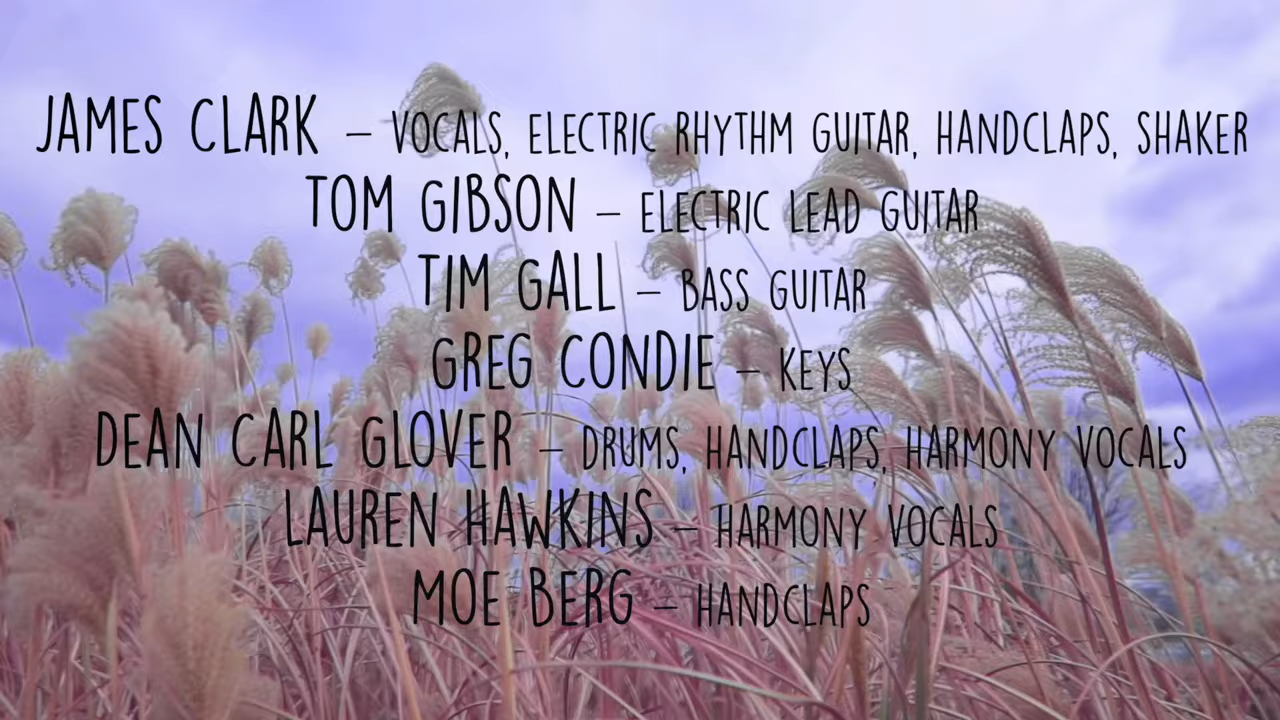 JAMES CLARK – VOCALS, ELECTRIC RHYTHM GUITAR, HANDCLAPS, SHAKER
TOM GIBSON – ELECTRIC LEAD GUITAR
TIM GALL – BASS GUITAR
GREG CONDIE – KEYS
DEAN CARL GLOVER – DRUMS, HANDCLAPS, HARMONY VOCALS
LAUREN HAWKINS – HARMONY VOCALS
MOE BERG – HANDCLAPS